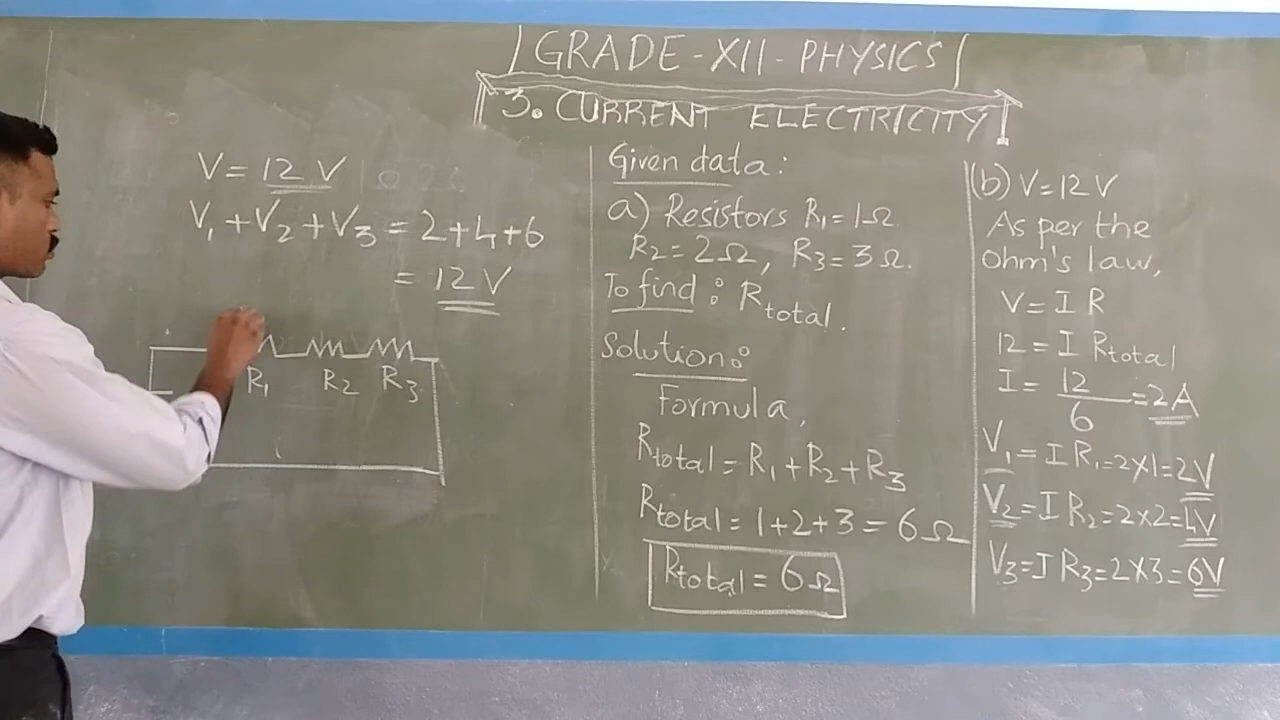 GRADE-XII-PHYSICS
3. CURRENT ELECTRICITY
V = 12 V
V₁ + V₂ + V₃ = 2+4+6
= 12 V
R₁ R₂ R₃
Given data:
a) Resistors R₁ = 1Ω
R₂ = 2Ω, R₃ = 3Ω.
To find: Rtotal.
Solution:
Formula,
Rtotal = R₁ + R₂ + R₃
Rtotal = 1+2+3 = 6Ω
Rtotal = 6Ω
(b) V = 12 V
As per the
Ohm's law,
V = I R
12 = I Rtotal
I = 12/6 = 2A
V₁ = I R₁ = 2×1 = 2V
V₂ = I R₂ = 2×2 = 4V
V₃ = I R₃ = 2×3 = 6V